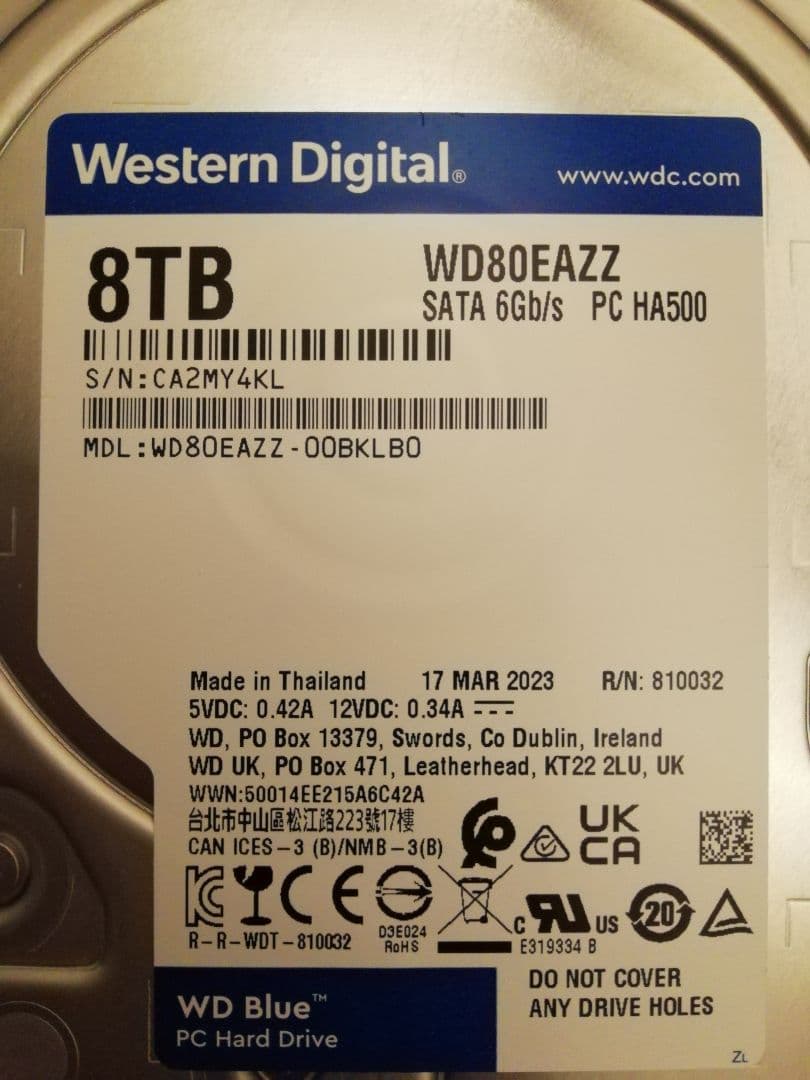 Western Digital® www.wdc.com
8TB WD80EAZZ
SATA 6Gb/s PC HA500
S/N:CA2MY4KL
MDL:WD80EAZZ-00BKLB0
Made in Thailand 17 MAR 2023 R/N: 810032
5VDC: 0.42A 12VDC: 0.34A
WD, PO Box 13379, Swords, Co Dublin, Ireland
WD UK, PO Box 471, Leatherhead, KT22 2LU, UK
WWN:50014EE215A6C42A
台北市中山區松江路223號17樓
CAN ICES-3 (B)/NMB-3(B)
UK
CA
CE
R-R-WDT-810032
D3E024
RoHS
C US
E319334 B
20
WD Blue™
PC Hard Drive
DO NOT COVER
ANY DRIVE HOLES
ZL